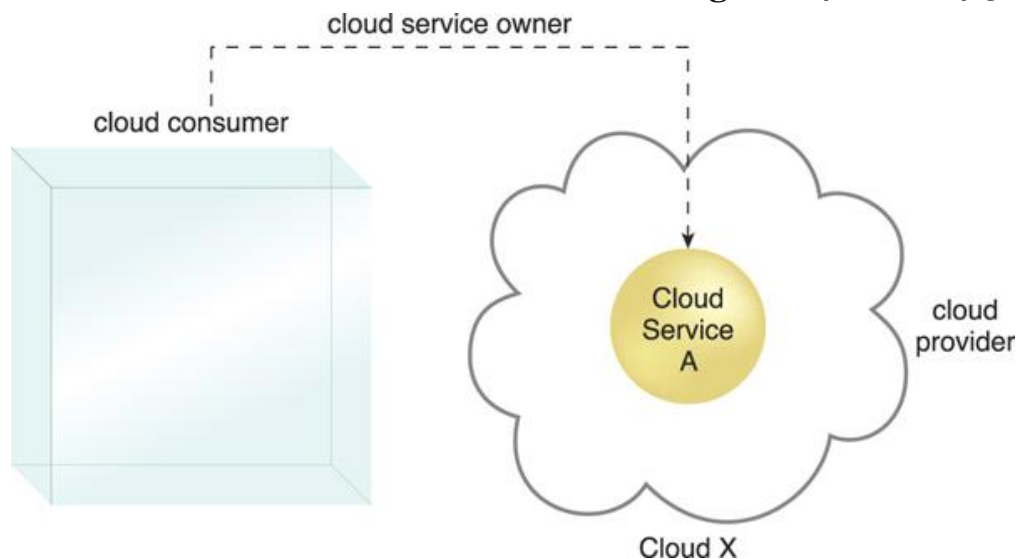 cloud service owner
cloud consumer
Cloud
Service
A
cloud
provider
Cloud X